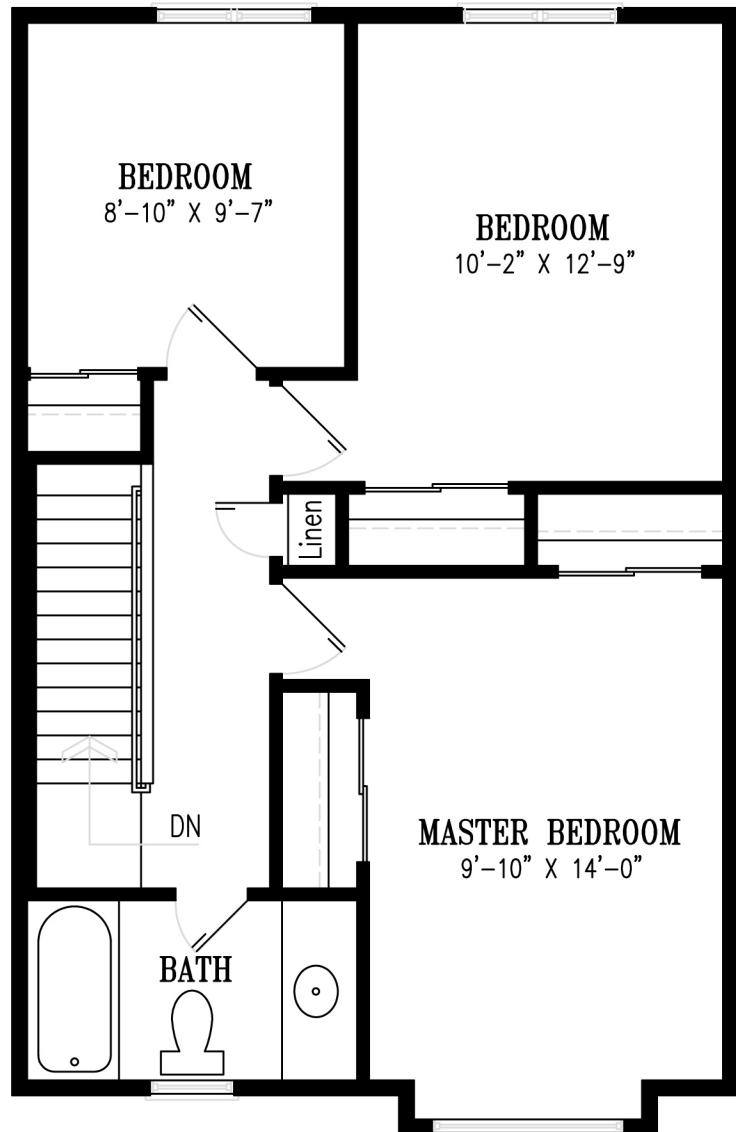 BEDROOM
8'-10" X 9'-7"
BEDROOM
10'-2" X 12'-9"
Linen
DN
MASTER BEDROOM
9'-10" X 14'-0"
BATH